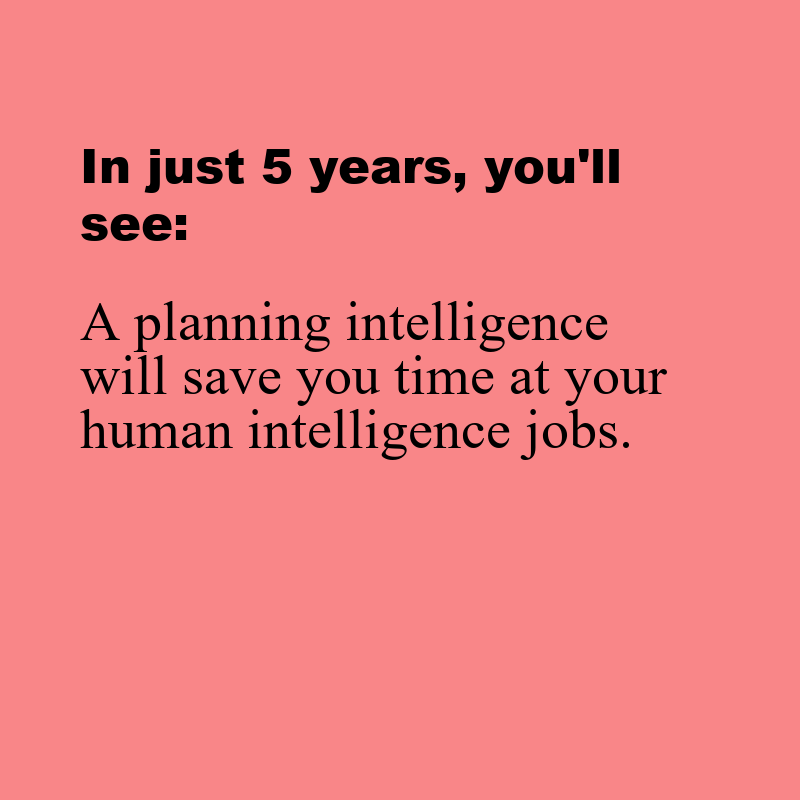 In just 5 years, you'll
see:
A planning intelligence
will save you time at your
human intelligence jobs.